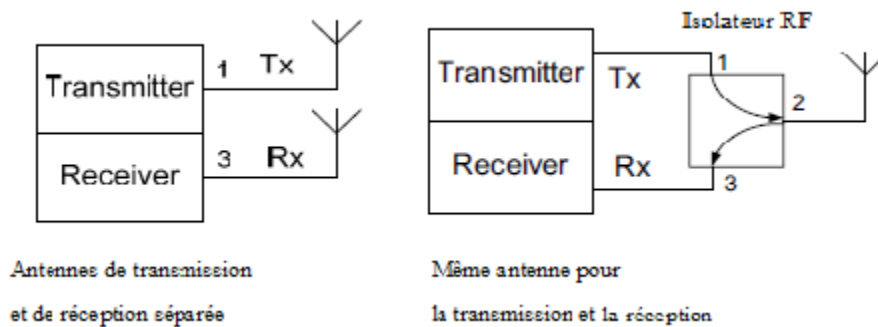 Isolateur RF
Transmitter
1 Tx
Receiver
3 Rx
Transmitter
Tx
1
2
Receiver
Rx
3
Antennes de transmission
et de réception séparée
Même antenne pour
la transmission et la réception